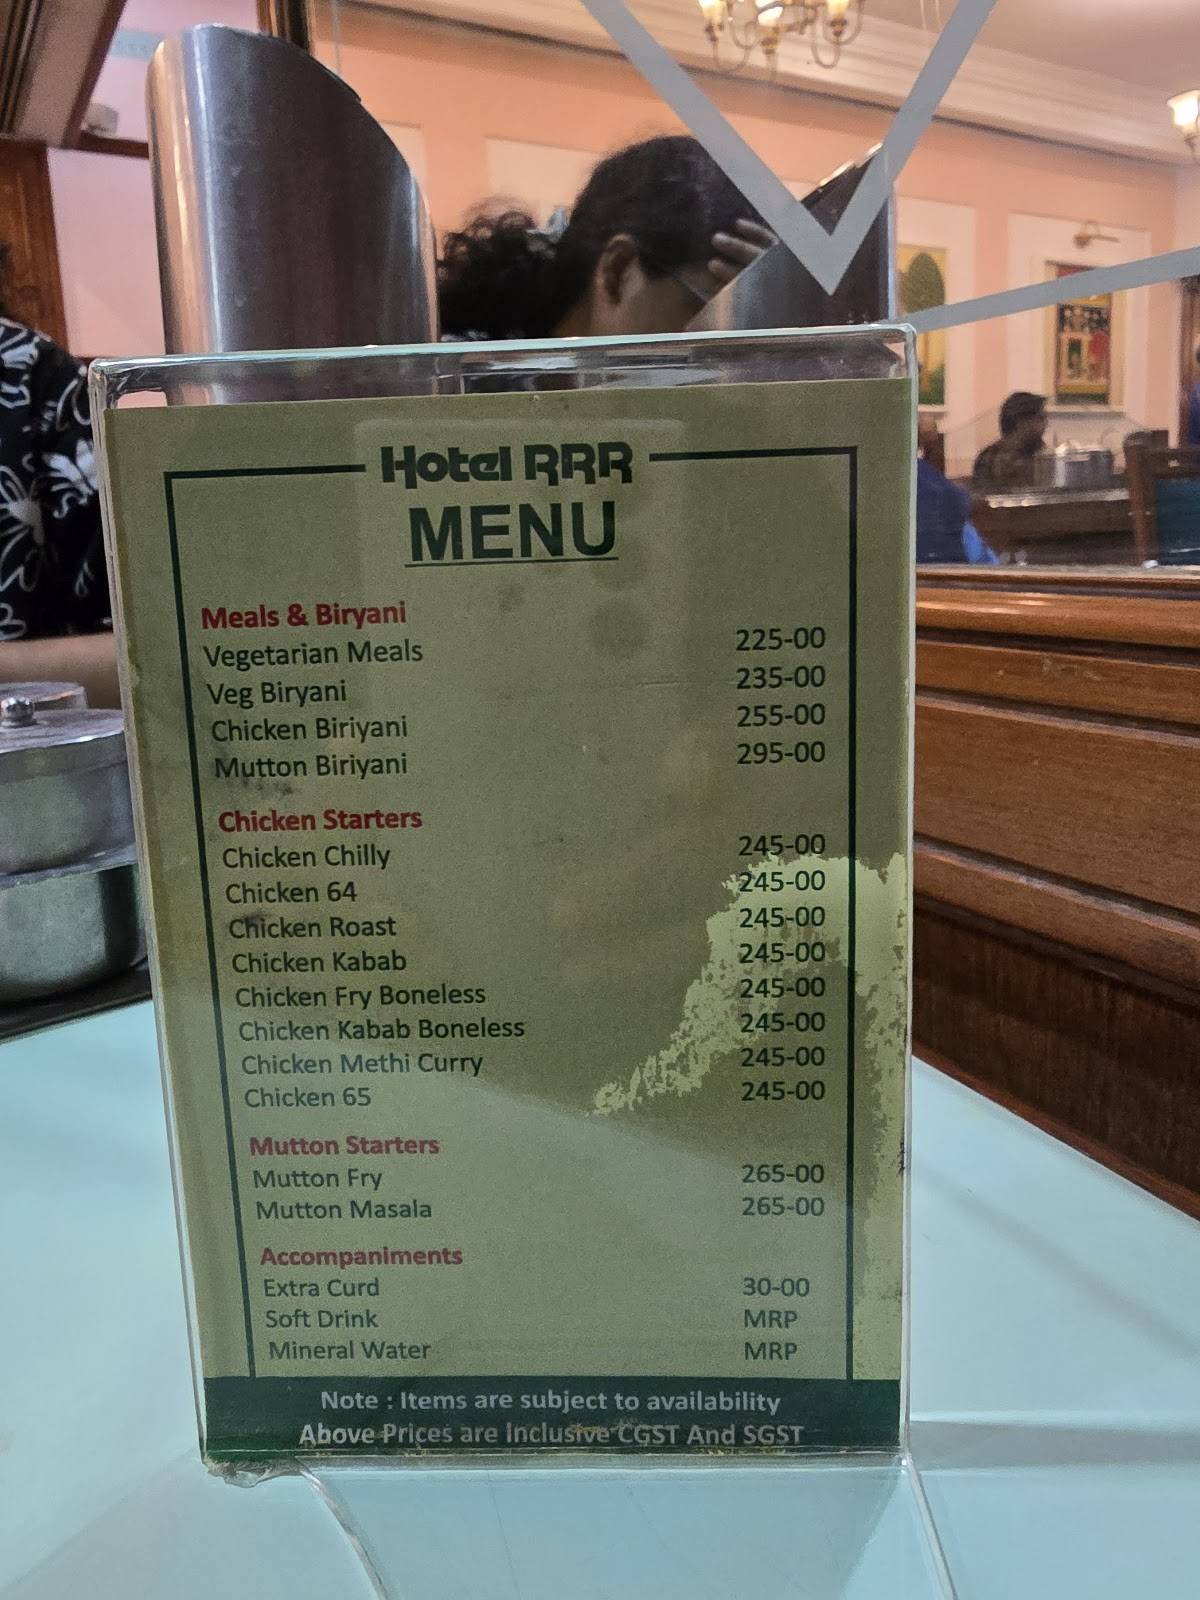 Hotel RRR
MENU
Meals & Biryani
Vegetarian Meals 225-00
Veg Biryani 235-00
Chicken Biriyani 255-00
Mutton Biriyani 295-00
Chicken Starters
Chicken Chilly 245-00
Chicken 64 245-00
Chicken Roast 245-00
Chicken Kabab 245-00
Chicken Fry Boneless 245-00
Chicken Kabab Boneless 245-00
Chicken Methi Curry 245-00
Chicken 65 245-00
Mutton Starters
Mutton Fry 265-00
Mutton Masala 265-00
Accompaniments
Extra Curd 30-00
Soft Drink MRP
Mineral Water MRP
Note : Items are subject to availability
Above Prices are Inclusive CGST And SGST